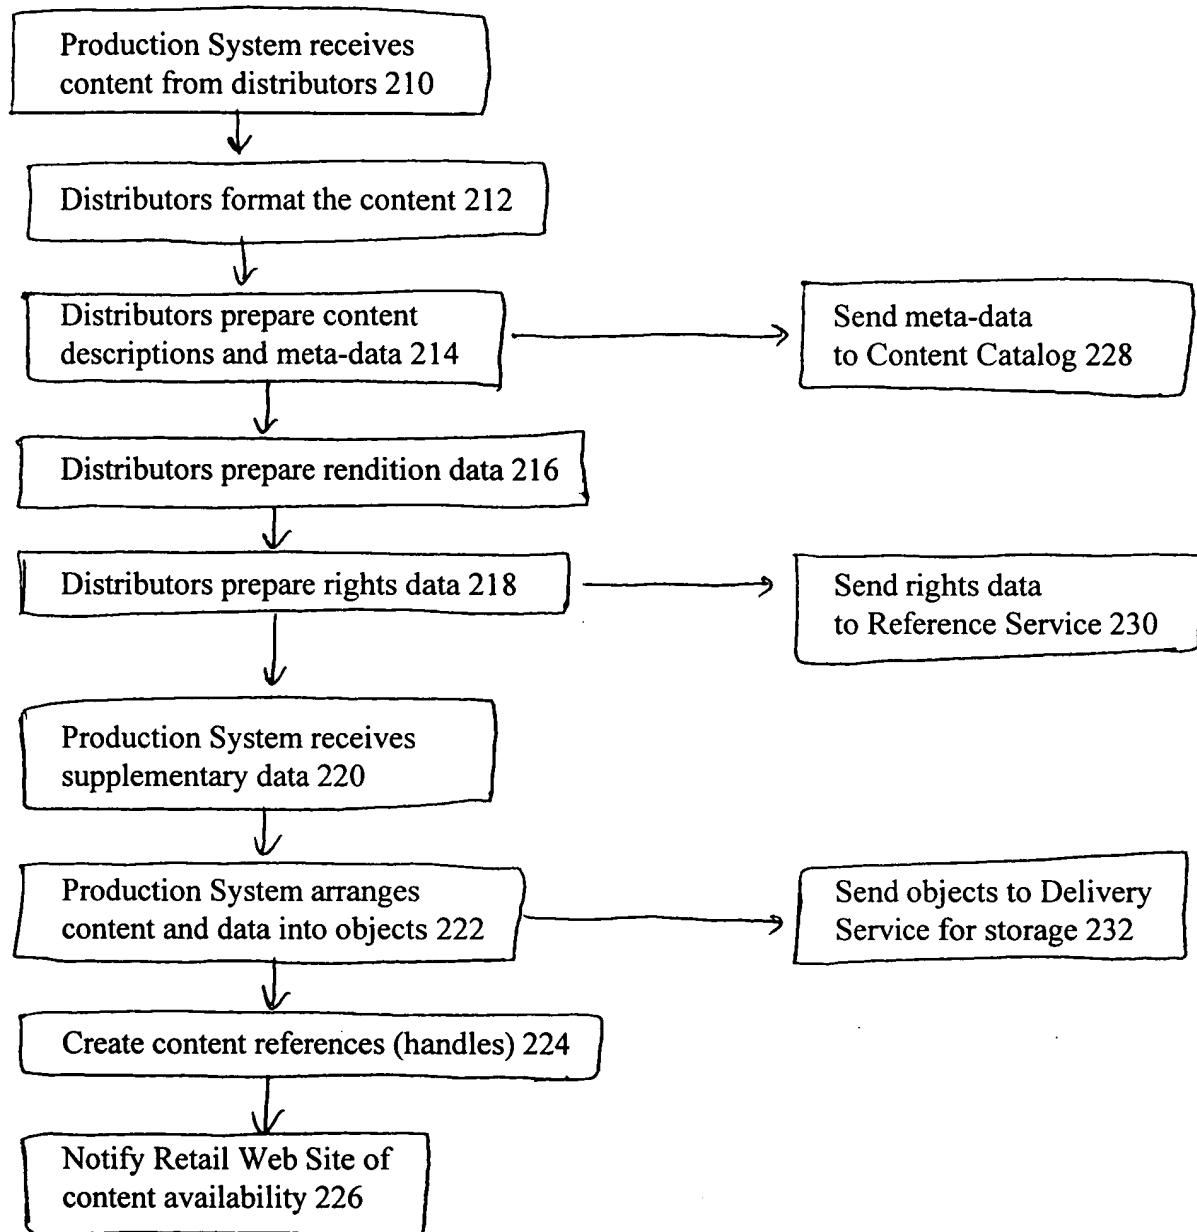 Production System receives
content from distributors 210
Distributors format the content 212
Distributors prepare content
descriptions and meta-data 214
Send meta-data
to Content Catalog 228
Distributors prepare rendition data 216
Distributors prepare rights data 218
Send rights data
to Reference Service 230
Production System receives
supplementary data 220
Production System arranges
content and data into objects 222
Send objects to Delivery
Service for storage 232
Create content references (handles) 224
Notify Retail Web Site of
content availability 226